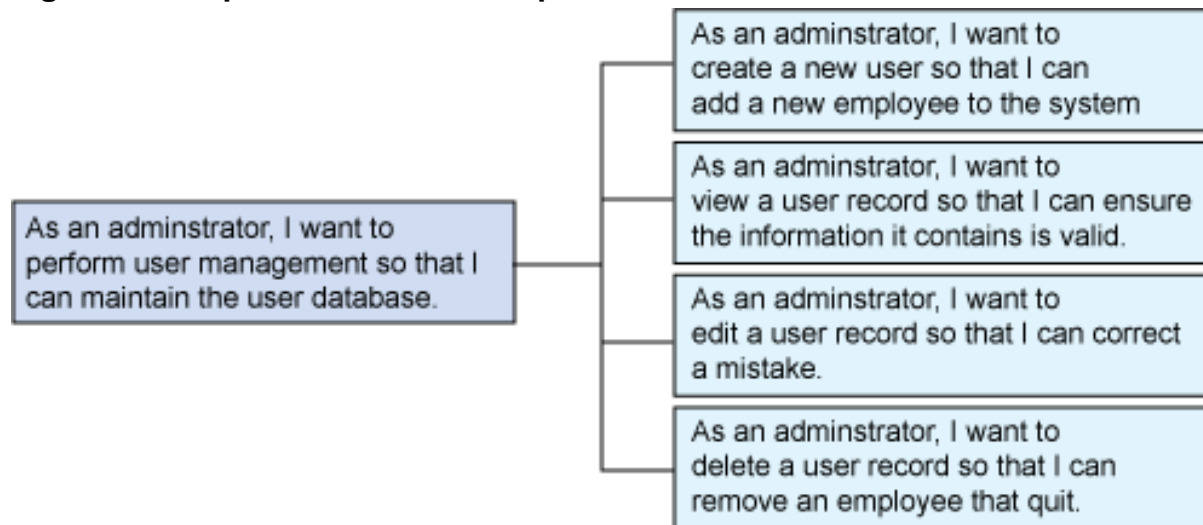 As an adminstrator, I want to
perform user management so that I
can maintain the user database.
As an adminstrator, I want to
create a new user so that I can
add a new employee to the system
As an adminstrator, I want to
view a user record so that I can ensure
the information it contains is valid.
As an adminstrator, I want to
edit a user record so that I can correct
a mistake.
As an adminstrator, I want to
delete a user record so that I can
remove an employee that quit.